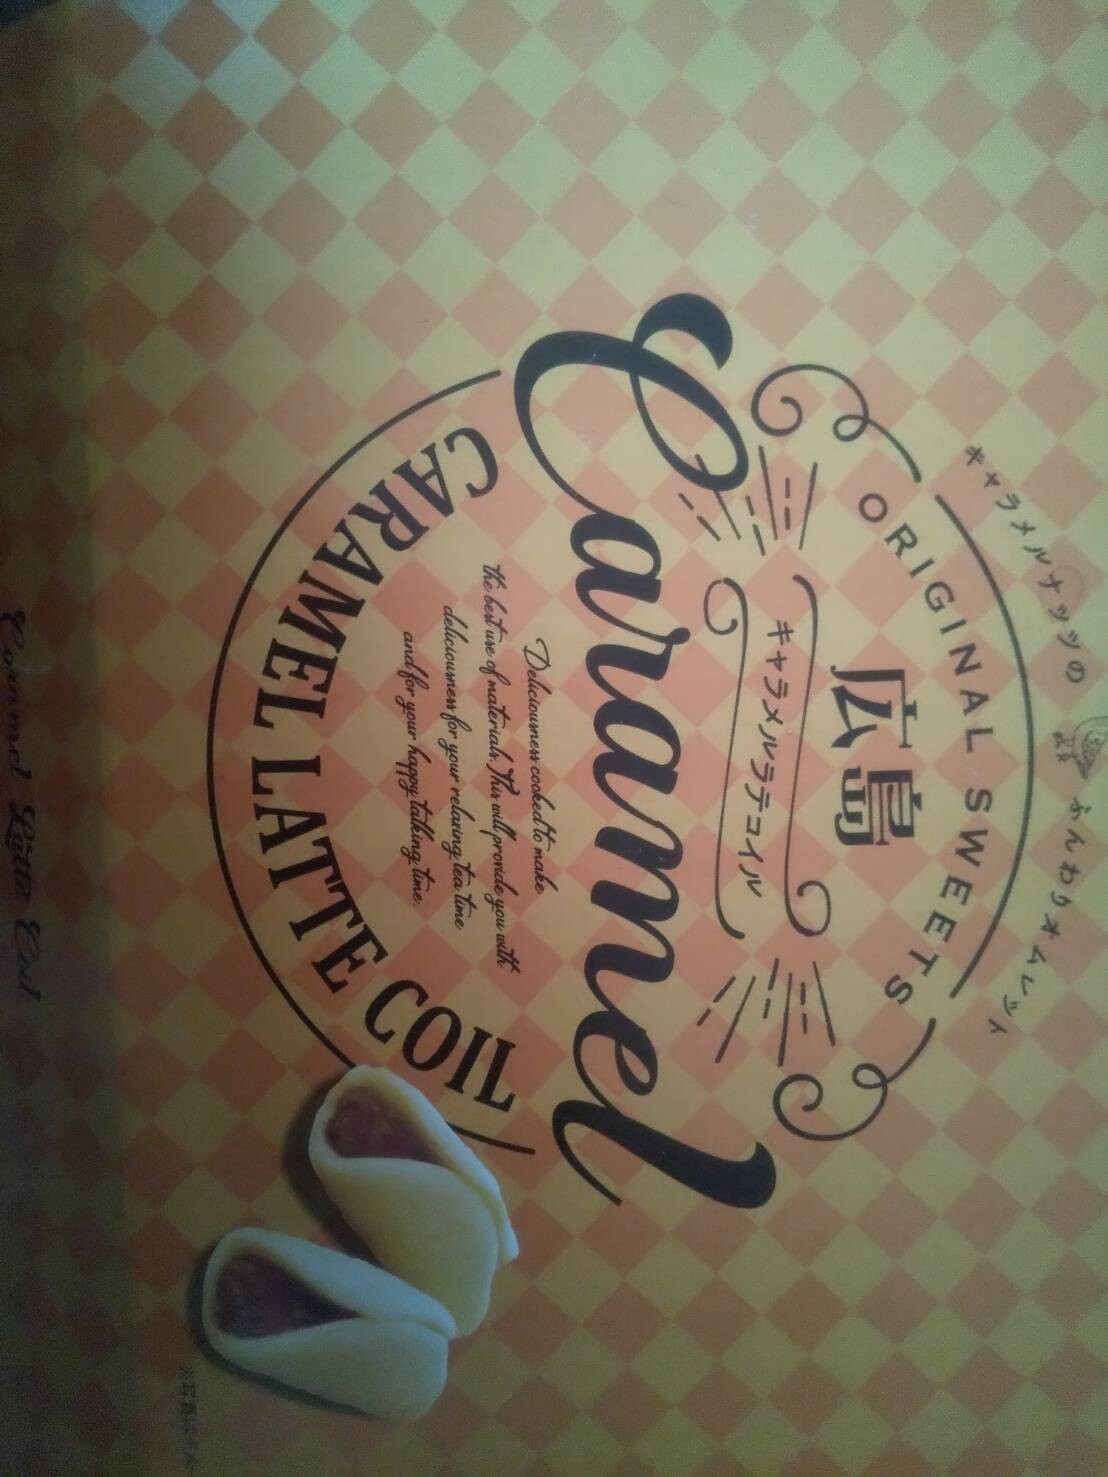 キャラメルナッツの ふんわりオムレット
ORIGINAL SWEETS
広島
キャラメルラテコイル
Caramel
Deliciousness cooked to make
the best use of materials. This will provide you with
deliciousness for your relaxing tea time
and for your happy talking time.
CARAMEL LATTE COIL
※写真は
Caramel Latte Coil